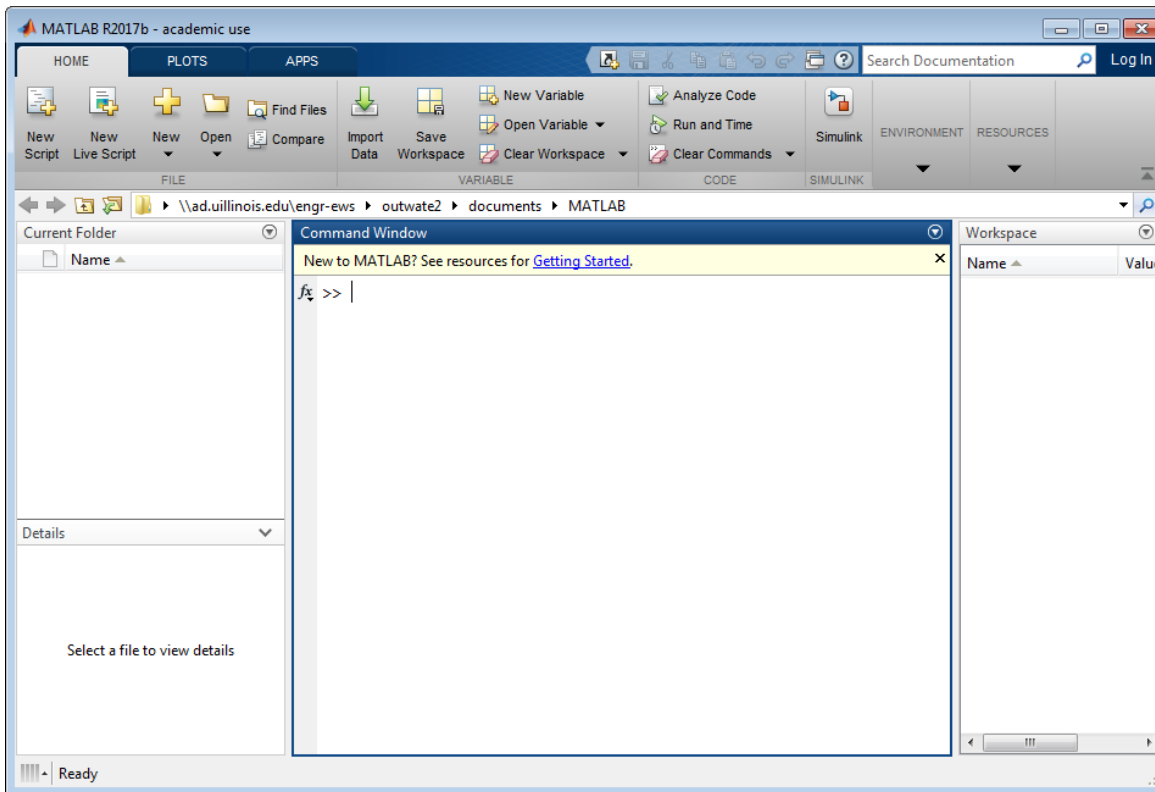 MATLAB R2017b - academic use
HOME PLOTS APPS Search Documentation Log In
New Script
New Live Script
New
Open
Find Files
Compare
FILE
Import Data
Save Workspace
New Variable
Open Variable
Clear Workspace
VARIABLE
Analyze Code
Run and Time
Clear Commands
CODE
Simulink
SIMULINK
ENVIRONMENT
RESOURCES
\\ad.uillinois.edu\engr-ews outwate2 documents MATLAB
Current Folder
Name
Details
Select a file to view details
Command Window
New to MATLAB? See resources for Getting Started.
fx >>
Workspace
Name Valu
Ready